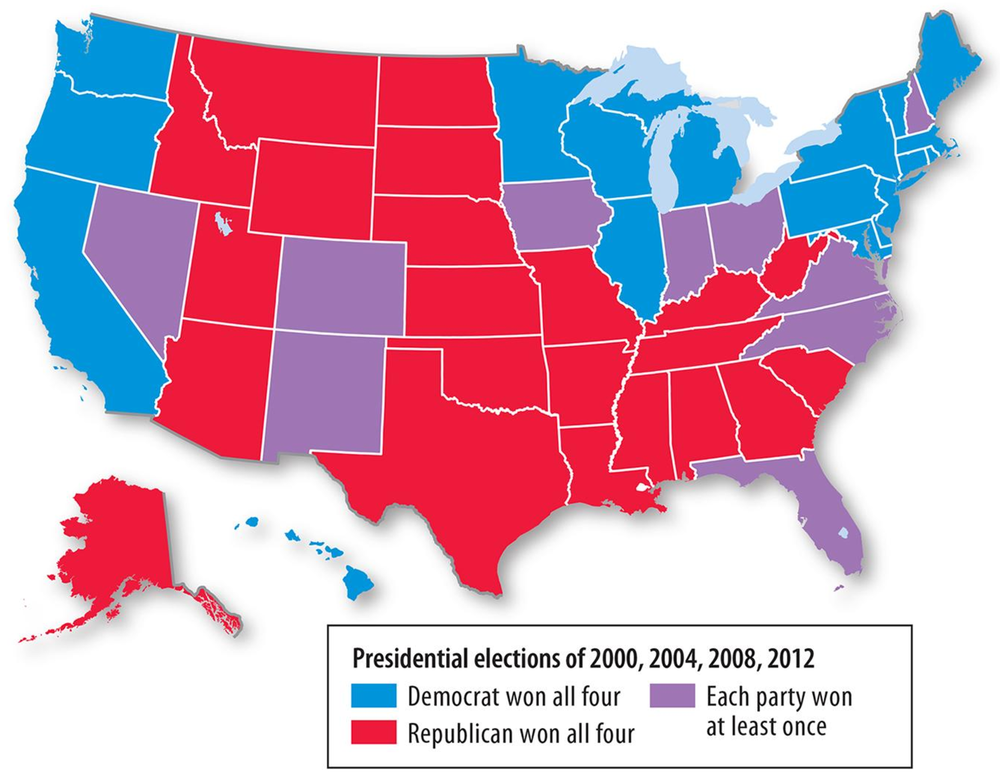 Presidential elections of 2000, 2004, 2008, 2012
Democrat won all four
Republican won all four
Each party won
at least once